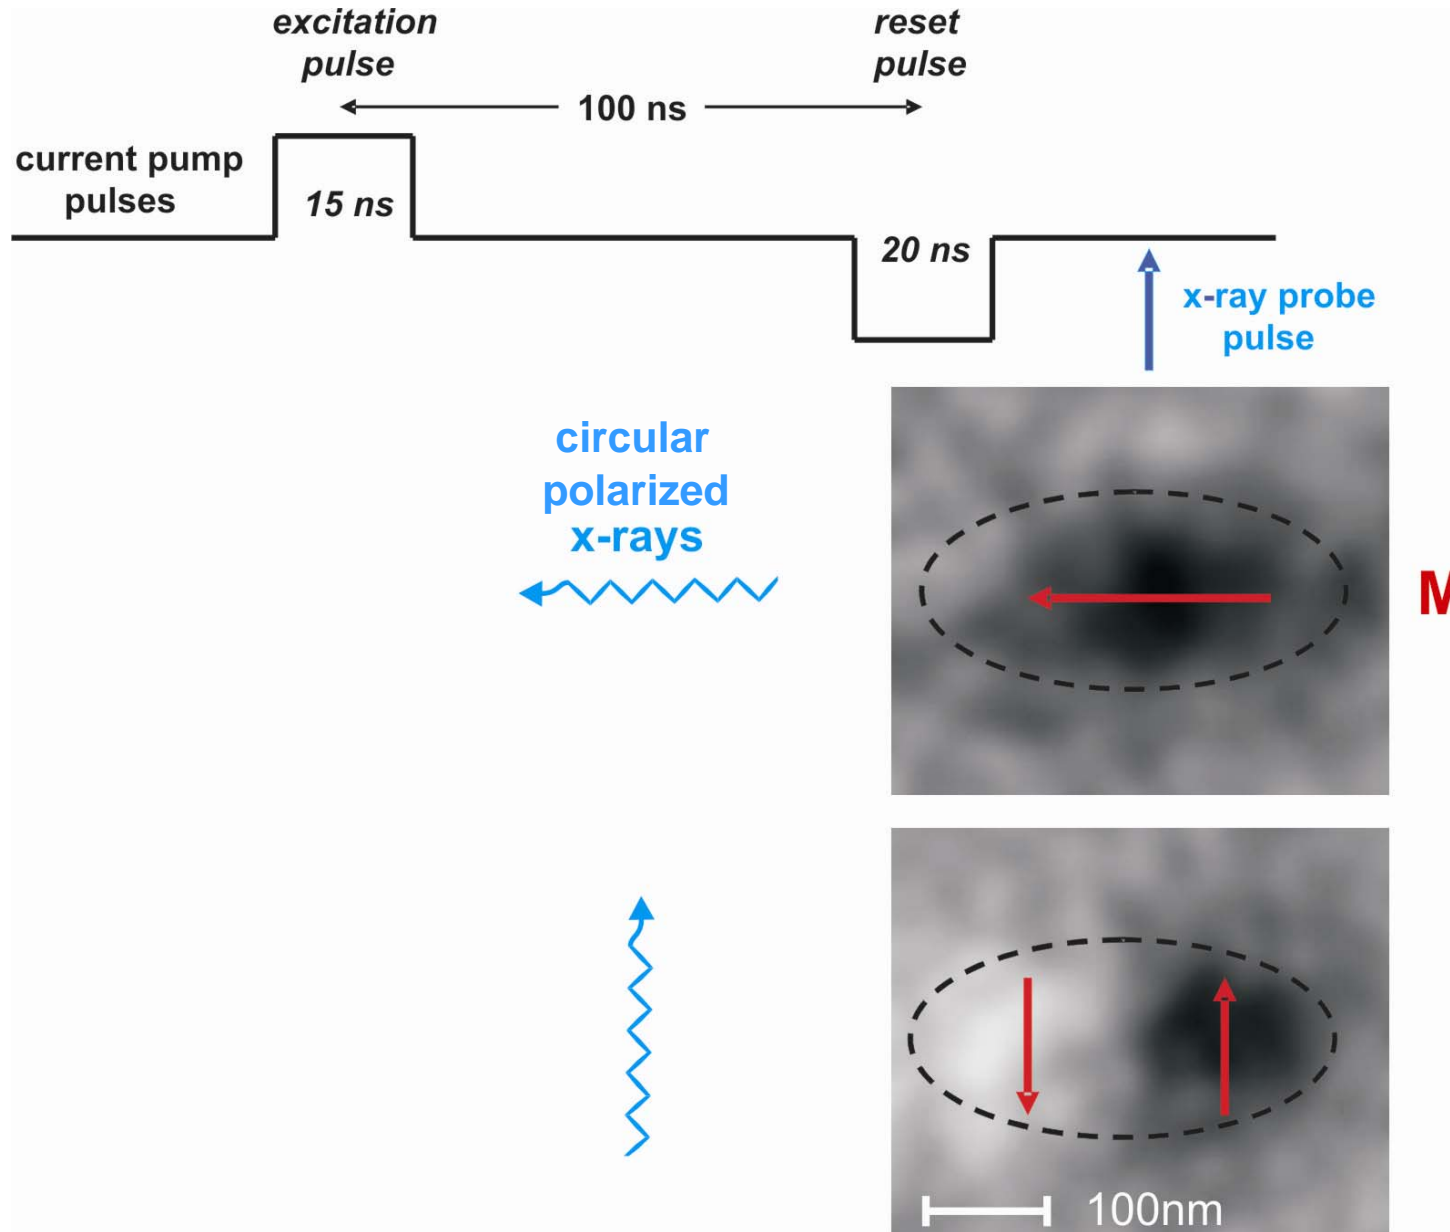 excitation
pulse
reset
pulse
100 ns
current pump
pulses
15 ns
20 ns
x-ray probe
pulse
circular
polarized
x-rays
M
100nm